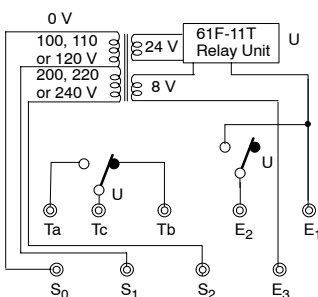 0 V
100, 110
or 120 V
200, 220
or 240 V
24 V
8 V
61F-11T
Relay Unit
U
U
U
Ta
Tc
Tb
E2
E1
S0
S1
S2
E3